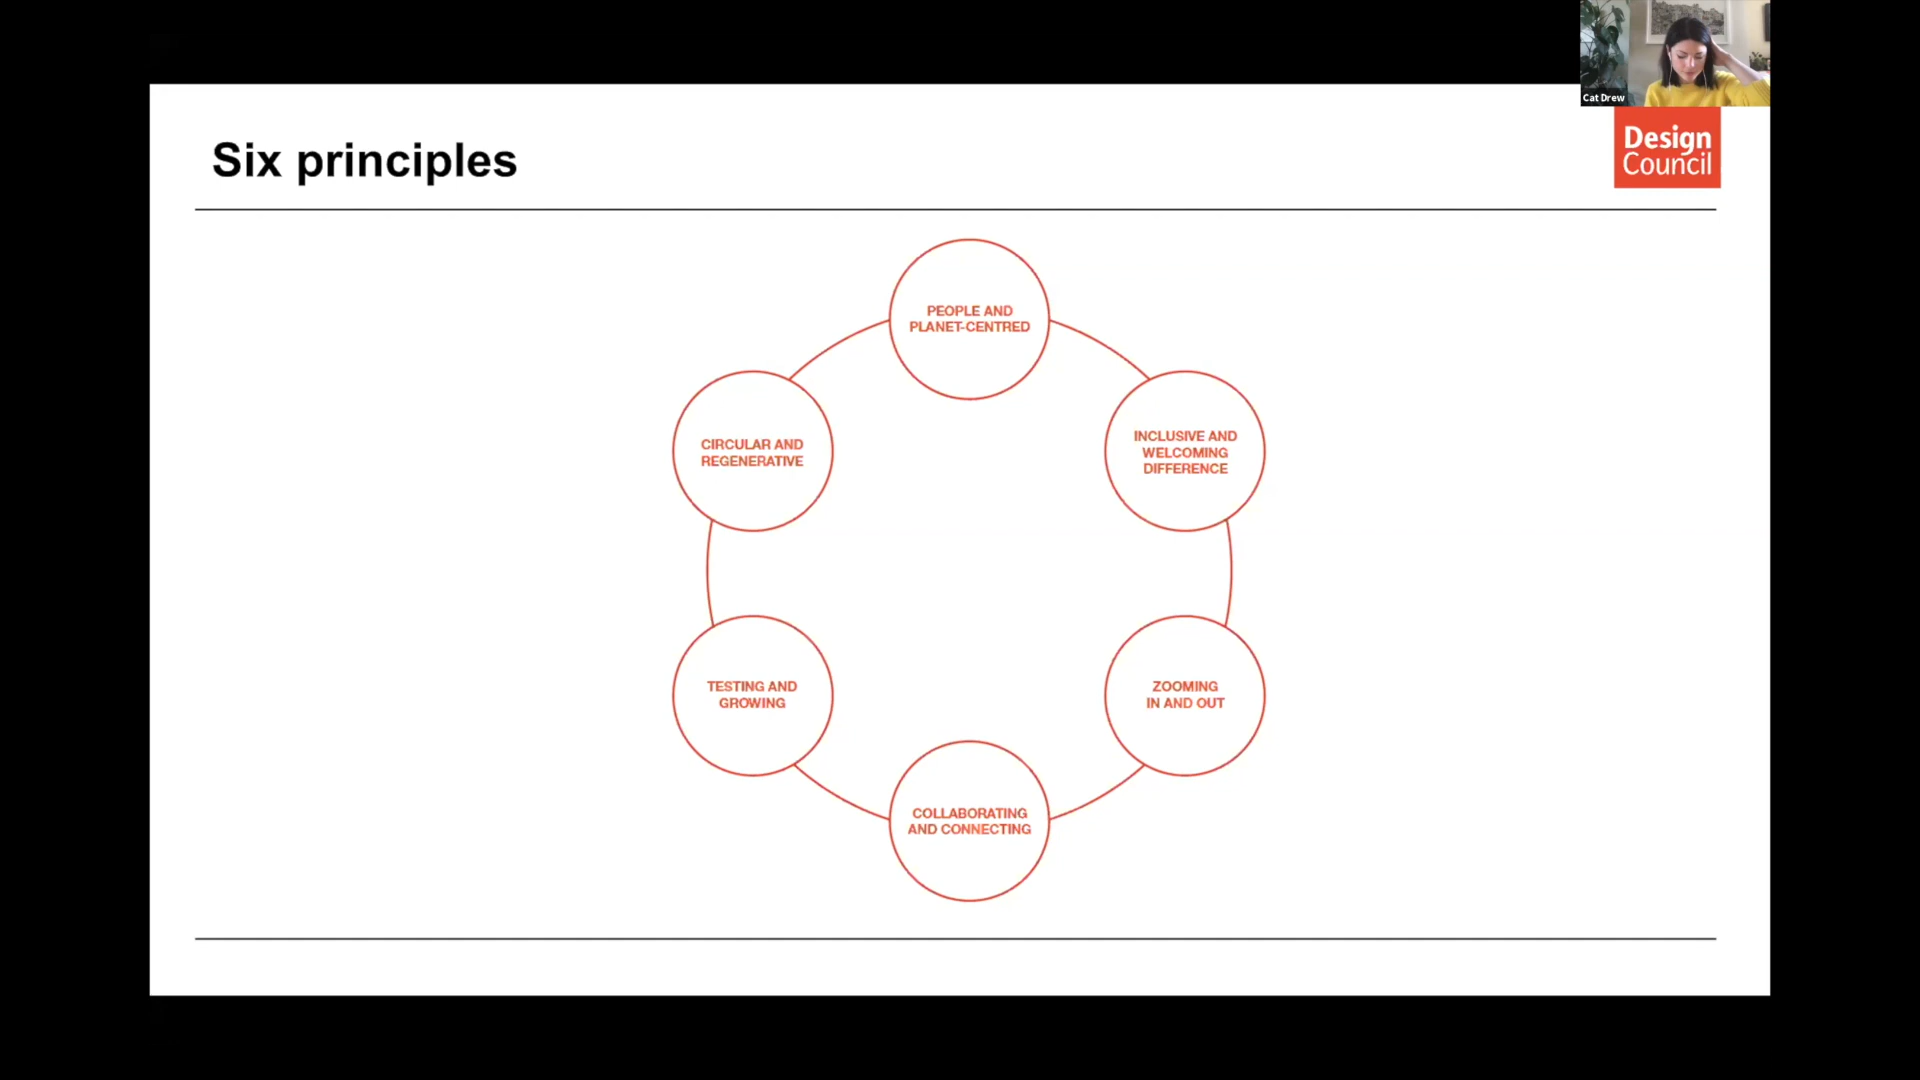 Cat Drew
Six principles
Design
Council
PEOPLE AND
PLANET-CENTRED
CIRCULAR AND
REGENERATIVE
INCLUSIVE AND
WELCOMING
DIFFERENCE
TESTING AND
GROWING
ZOOMING
IN AND OUT
COLLABORATING
AND CONNECTING